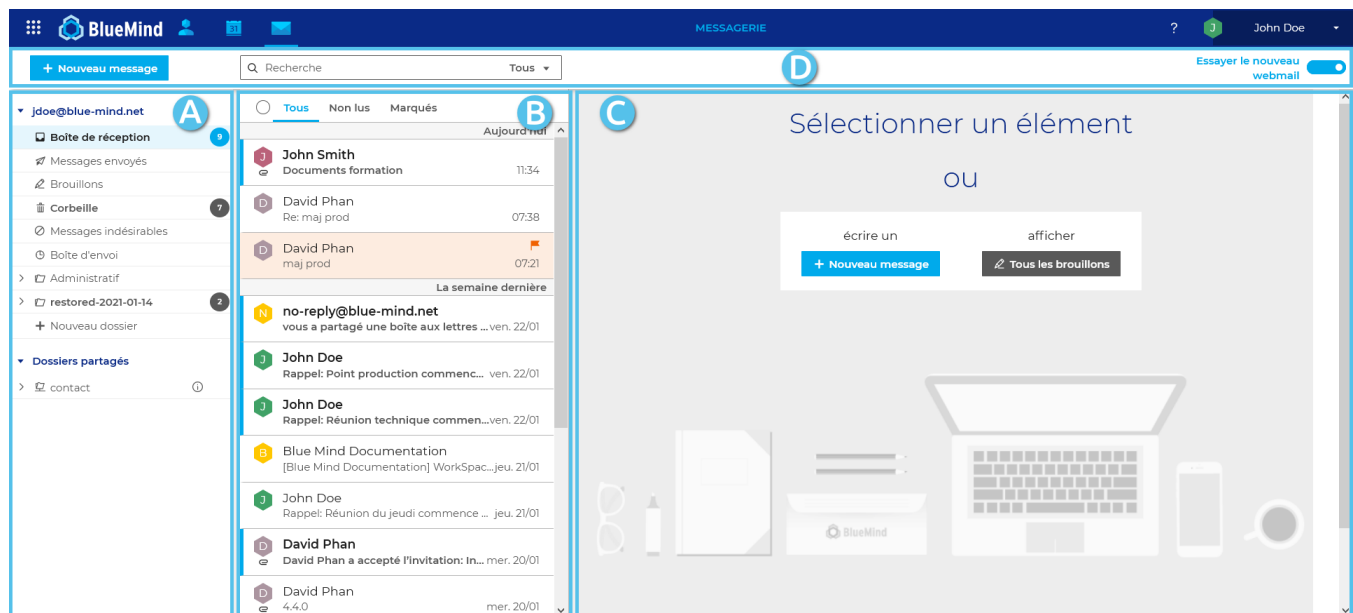 BlueMind
31
MESSAGERIE
?
J
John Doe
+ Nouveau message
Recherche
Tous
D
Essayer le nouveau
webmail
jdoe@blue-mind.net
A
Boîte de réception
9
Messages envoyés
Brouillons
Corbeille
7
Messages indésirables
Boîte d'envoi
Administratif
restored-2021-01-14
2
+ Nouveau dossier
Dossiers partagés
contact
Tous Non lus Marqués
B
Aujourd'hui
J
John Smith
Documents formation 11:34
D
David Phan
Re: maj prod 07:38
D
David Phan
maj prod 07:21
La semaine dernière
N
no-reply@blue-mind.net
vous a partagé une boîte aux lettres ... ven. 22/01
J
John Doe
Rappel: Point production commenc... ven. 22/01
J
John Doe
Rappel: Réunion technique commen... ven. 22/01
B
Blue Mind Documentation
[Blue Mind Documentation] WorkSpac... jeu. 21/01
J
John Doe
Rappel: Réunion du jeudi commence ... jeu. 21/01
D
David Phan
David Phan a accepté l'invitation: In... mer. 20/01
D
David Phan
4.4.0 mer. 20/01
C
Sélectionner un élément
ou
écrire un afficher
+ Nouveau message Tous les brouillons
BlueMind